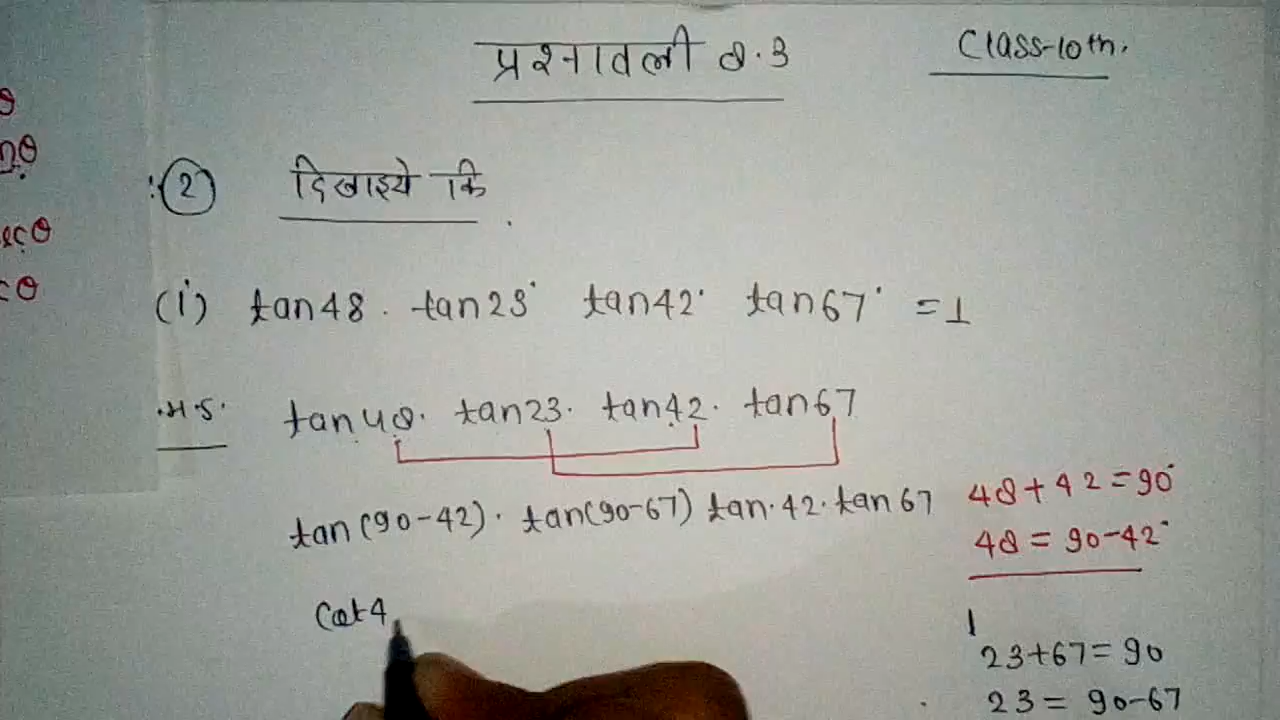 प्रश्नावली 8.3
Class-10th.
(2) दिखाइये कि
(i) tan48 . tan23° tan42° tan67° = 1
tan48. tan23. tan42. tan67
tan(90-42). tan(90-67) tan.42.tan67
Cot4
48+42=90°
48 = 90-42°
23+67=90
23 = 90-67